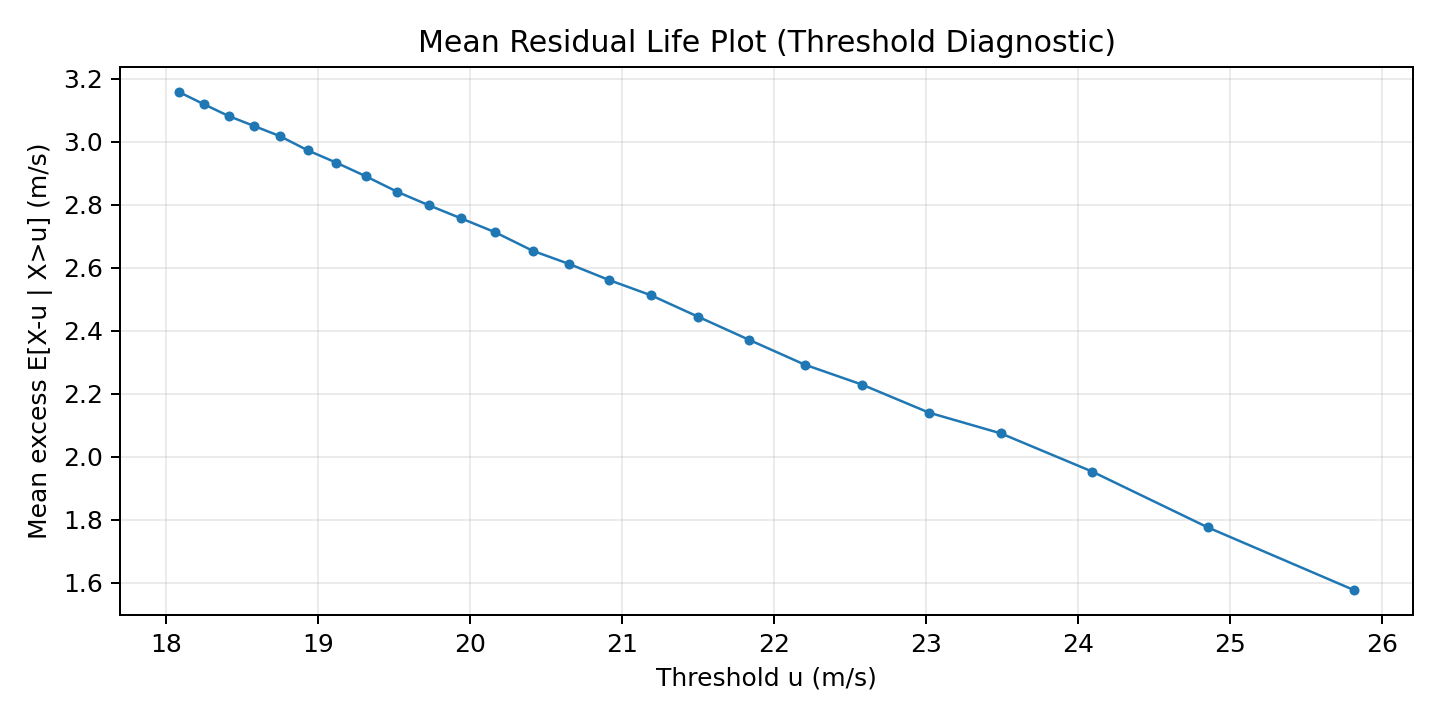 Mean Residual Life Plot (Threshold Diagnostic)
Mean excess E[X-u | X>u] (m/s)
3.2
3.0
2.8
2.6
2.4
2.2
2.0
1.8
1.6
18 19 20 21 22 23 24 25 26
Threshold u (m/s)